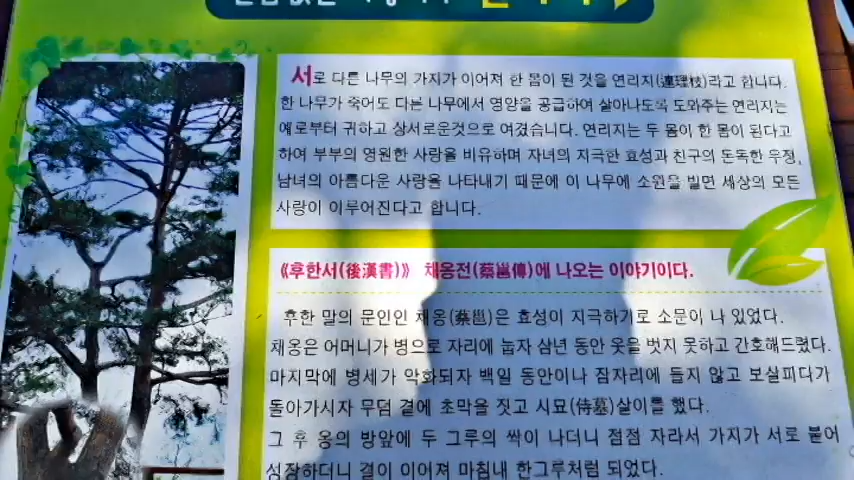 서로 다른 나무의 가지가 이어져 한 몸이 된 것을 연리지(連理枝)라고 합니다.
한 나무가 죽어도 다른 나무에서 영양을 공급하여 살아나도록 도와주는 연리지는
예로부터 귀하고 상서로운것으로 여겼습니다. 연리지는 두 몸이 한 몸이 된다고
하여 부부의 영원한 사랑을 비유하며 자녀의 지극한 효성과 친구의 돈독한 우정,
남녀의 아름다운 사랑을 나타내기 때문에 이 나무에 소원을 빌면 세상의 모든
사랑이 이루어진다고 합니다.
《후한서(後漢書)》 채옹전(蔡邕傳)에 나오는 이야기이다.
후한 말의 문인인 채옹(蔡邕)은 효성이 지극하기로 소문이 나 있었다.
채옹은 어머니가 병으로 자리에 눕자 삼년 동안 옷을 벗지 못하고 간호해드렸다.
마지막에 병세가 악화되자 백일 동안이나 잠자리에 들지 않고 보살피다가
돌아가시자 무덤 곁에 초막을 짓고 시묘(侍墓)살이를 했다.
그 후 옹의 방앞에 두 그루의 싹이 나더니 점점 자라서 가지가 서로 붙어
성장하더니 결이 이어져 마침내 한그루처럼 되었다.